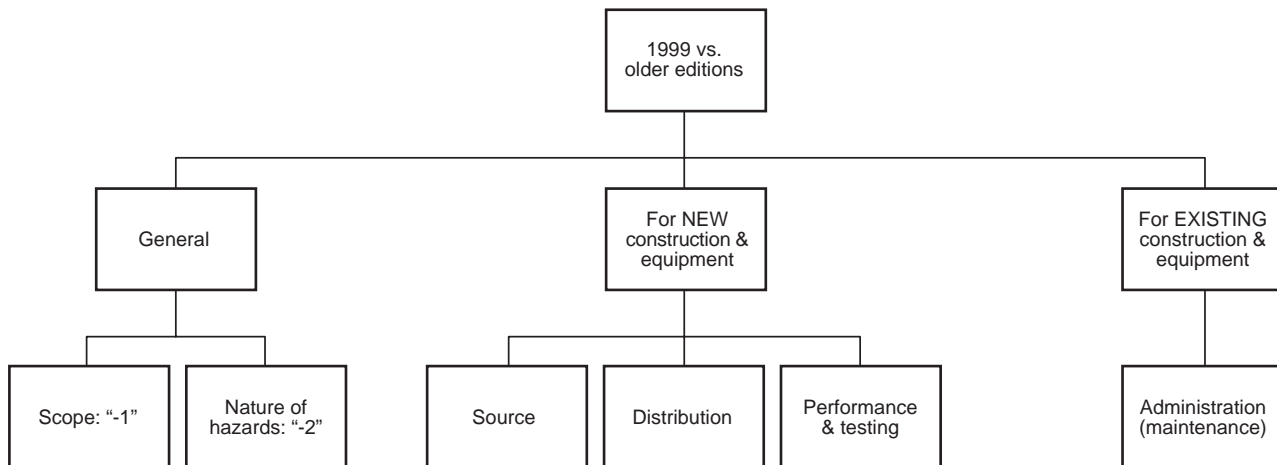 1999 vs.
older editions
General
For NEW
construction &
equipment
For EXISTING
construction &
equipment
Scope: “-1”
Nature of
hazards: “-2”
Source
Distribution
Performance
& testing
Administration
(maintenance)